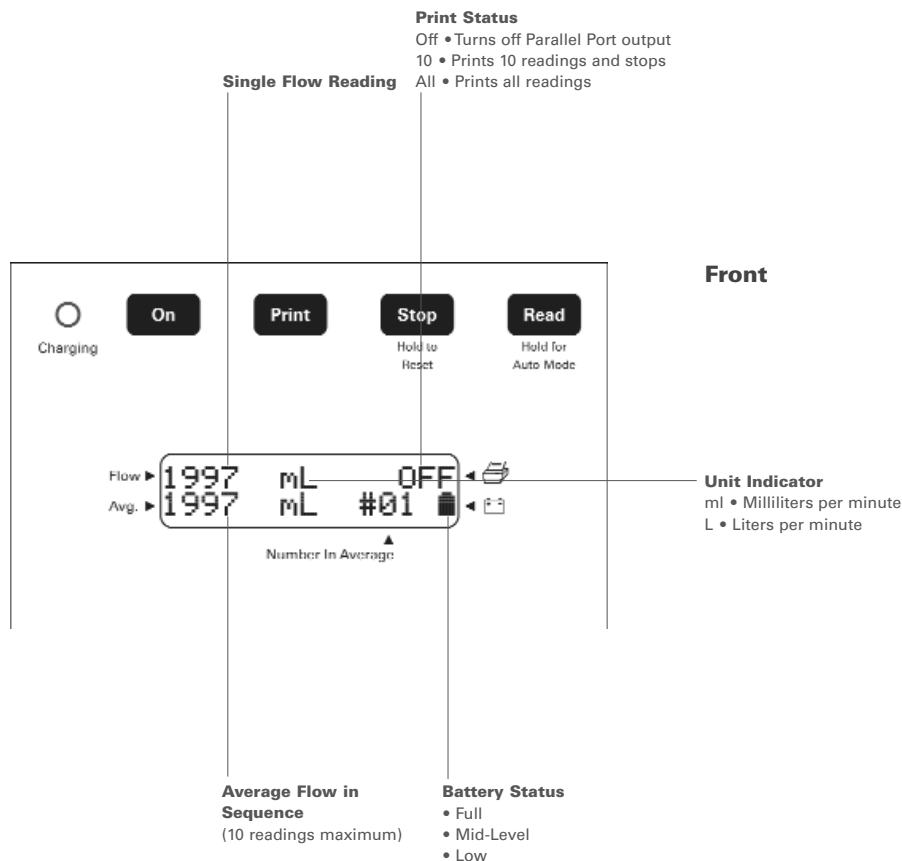 Print Status
Off • Turns off Parallel Port output
10 • Prints 10 readings and stops
All • Prints all readings
Single Flow Reading
Front
On
Print
Stop
Read
Charging
Hold to
Reset
Hold for
Auto Mode
Flow ► 1997 mL OFF ◄
Avg. ► 1997 mL #01 ◄
▲
Number In Average
Unit Indicator
ml • Milliliters per minute
L • Liters per minute
Average Flow in
Sequence
(10 readings maximum)
Battery Status
• Full
• Mid-Level
• Low